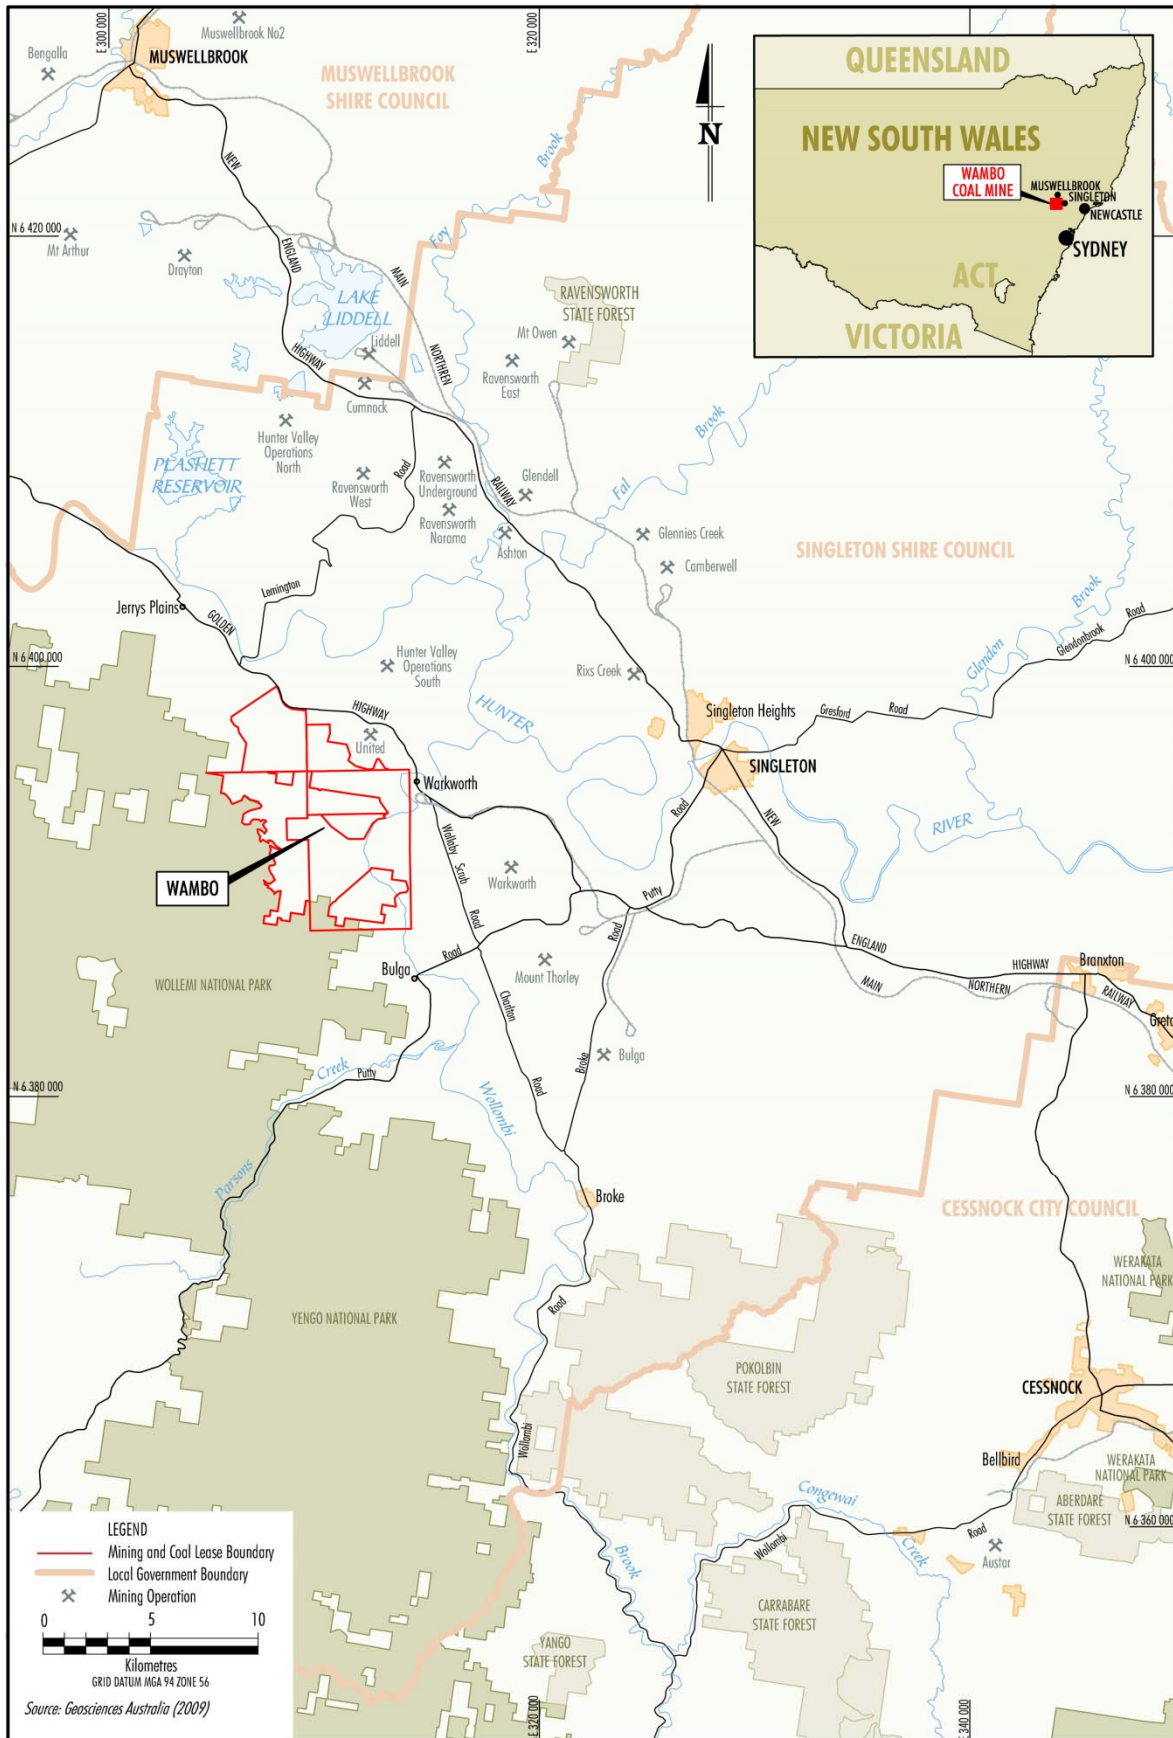 E 300 000
E 320 000
Muswellbrook No2
Bengalla
MUSWELLBROOK
MUSWELLBROOK
SHIRE COUNCIL
NEW
Brook
N
QUEENSLAND
NEW SOUTH WALES
WAMBO
COAL MINE
MUSWELLBROOK
SINGLETON
NEWCASTLE
SYDNEY
ACT
VICTORIA
N 6 420 000
Mt Arthur
Drayton
ENGLAND
Foy
MAIN
LAKE
LIDDELL
RAVENSWORTH
STATE FOREST
Mt Owen
Liddell
HIGHWAY
NORTHREN
Ravensworth
East
Cumnock
Hunter Valley
Operations
North
Brook
PLASHETT
RESERVOIR
Road
Ravensworth
West
Ravensworth
Underground
Glendell
RAILWAY
Fal
Ravensworth
Narama
Ashton
Glennies Creek
SINGLETON SHIRE COUNCIL
Camberwell
Lemington
Jerrys Plains
GOLDEN
Brook
Road
Glendonbrook
N 6 400 000
N 6 400 000
Hunter Valley
Operations
South
Rixs Creek
Glendon
HIGHWAY
HUNTER
Singleton Heights
Gresford
Road
United
SINGLETON
Warkworth
Road
NEW
RIVER
Wallaby
Scrub
Road
WAMBO
Warkworth
Putty
Road
Road
ENGLAND
Bulga
Mount Thorley
HIGHWAY
Branxton
WOLLEMI NATIONAL PARK
Charlton
MAIN
NORTHERN
RAILWAY
Greta
Creek
Putty
Broke
Bulga
N 6 380 000
N 6 380 000
Road
Wollombi
Parsons
Broke
CESSNOCK CITY COUNCIL
WERAKATA
NATIONAL PARK
Road
YENGO NATIONAL PARK
POKOLBIN
STATE FOREST
CESSNOCK
Wollombi
Bellbird
WERAKATA
NATIONAL PARK
Congewai
ABERDARE
STATE FOREST
N 6 360 000
Wollombi
Road
Creek
Austar
Brook
CARRABARE
STATE FOREST
YANGO
STATE FOREST
LEGEND
Mining and Coal Lease Boundary
Local Government Boundary
Mining Operation
0 5 10
Kilometres
GRID DATUM MGA 94 ZONE 56
Source: Geosciences Australia (2009)
E 320 000
E 340 000